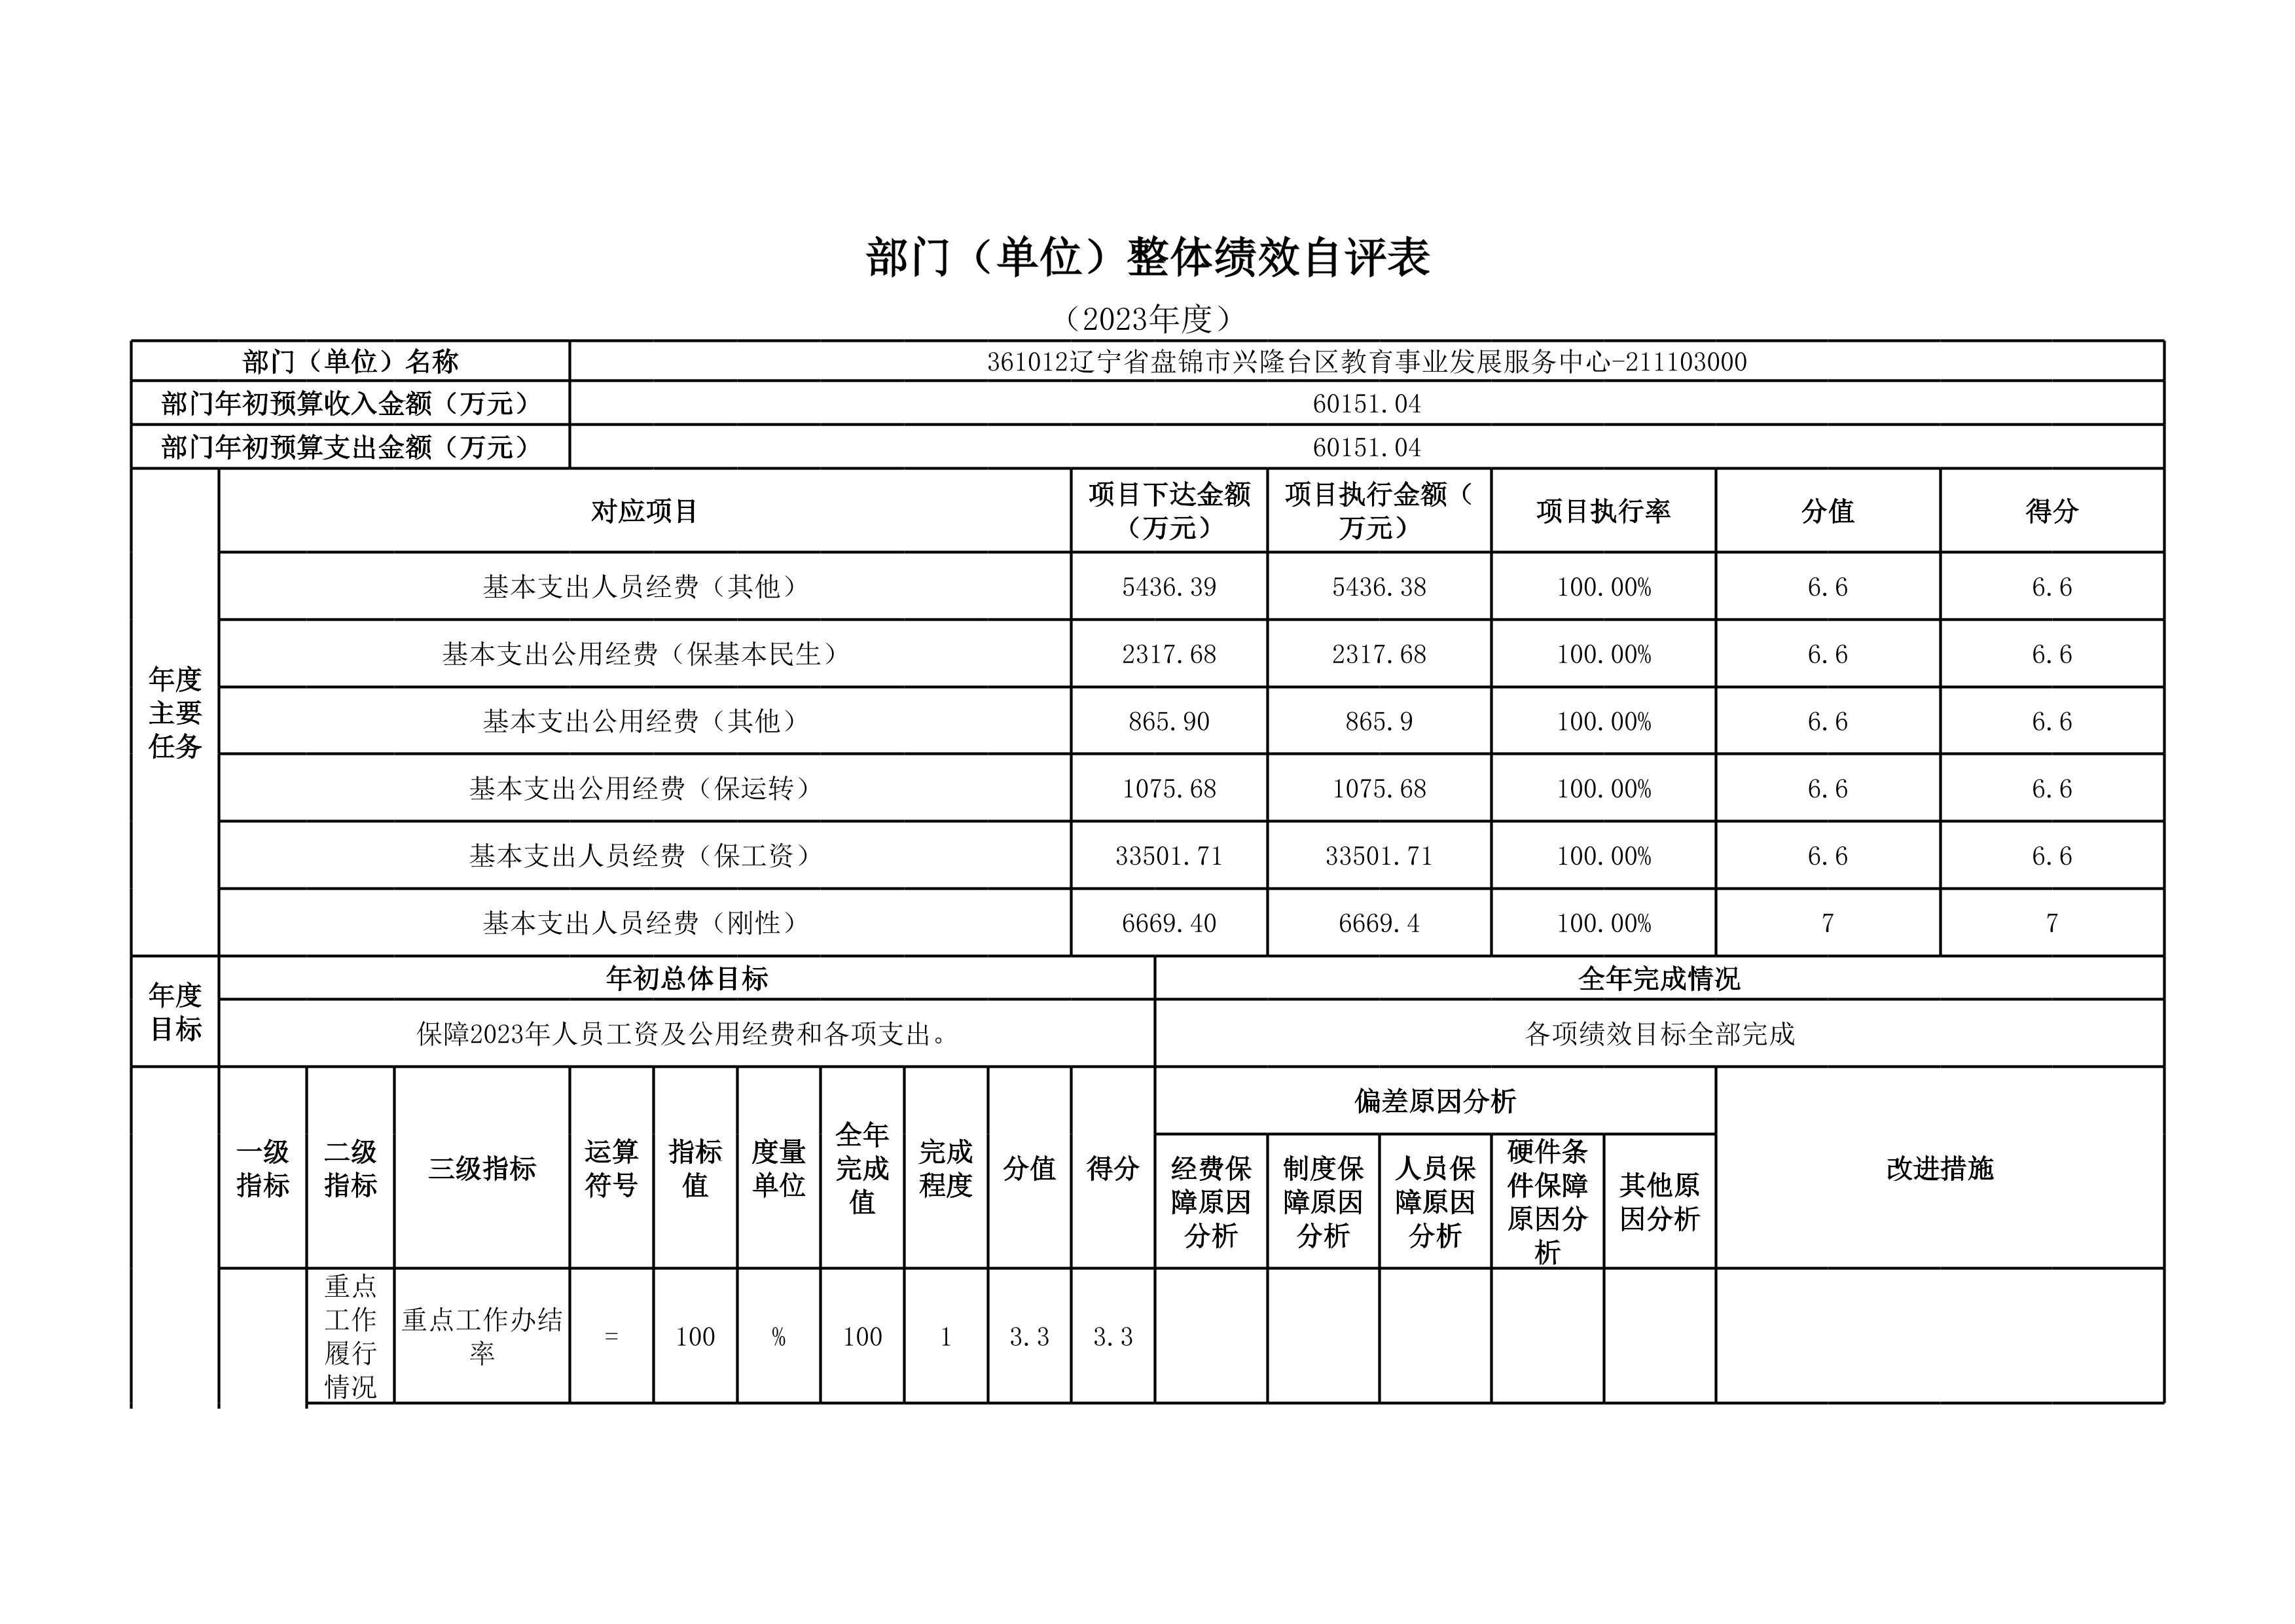 部门（单位）整体绩效自评表
（2023年度）
部门（单位）名称 361012辽宁省盘锦市兴隆台区教育事业发展服务中心-211103000
部门年初预算收入金额（万元） 60151.04
部门年初预算支出金额（万元） 60151.04
年度
主要
任务
对应项目 项目下达金额
（万元） 项目执行金额（
万元） 项目执行率 分值 得分
基本支出人员经费（其他） 5436.39 5436.38 100.00% 6.6 6.6
基本支出公用经费（保基本民生） 2317.68 2317.68 100.00% 6.6 6.6
基本支出公用经费（其他） 865.90 865.9 100.00% 6.6 6.6
基本支出公用经费（保运转） 1075.68 1075.68 100.00% 6.6 6.6
基本支出人员经费（保工资） 33501.71 33501.71 100.00% 6.6 6.6
基本支出人员经费（刚性） 6669.40 6669.4 100.00% 7 7
年度
目标
年初总体目标 全年完成情况
保障2023年人员工资及公用经费和各项支出。 各项绩效目标全部完成
一级
指标
二级
指标
三级指标
运算
符号
指标
值
度量
单位
全年
完成
值
完成
程度
分值
得分
偏差原因分析
经费保
障原因
分析
制度保
障原因
分析
人员保
障原因
分析
硬件条
件保障
原因分
析
其他原
因分析
改进措施
重点
工作
履行
情况
重点工作办结
率
= 100 % 100 1 3.3 3.3